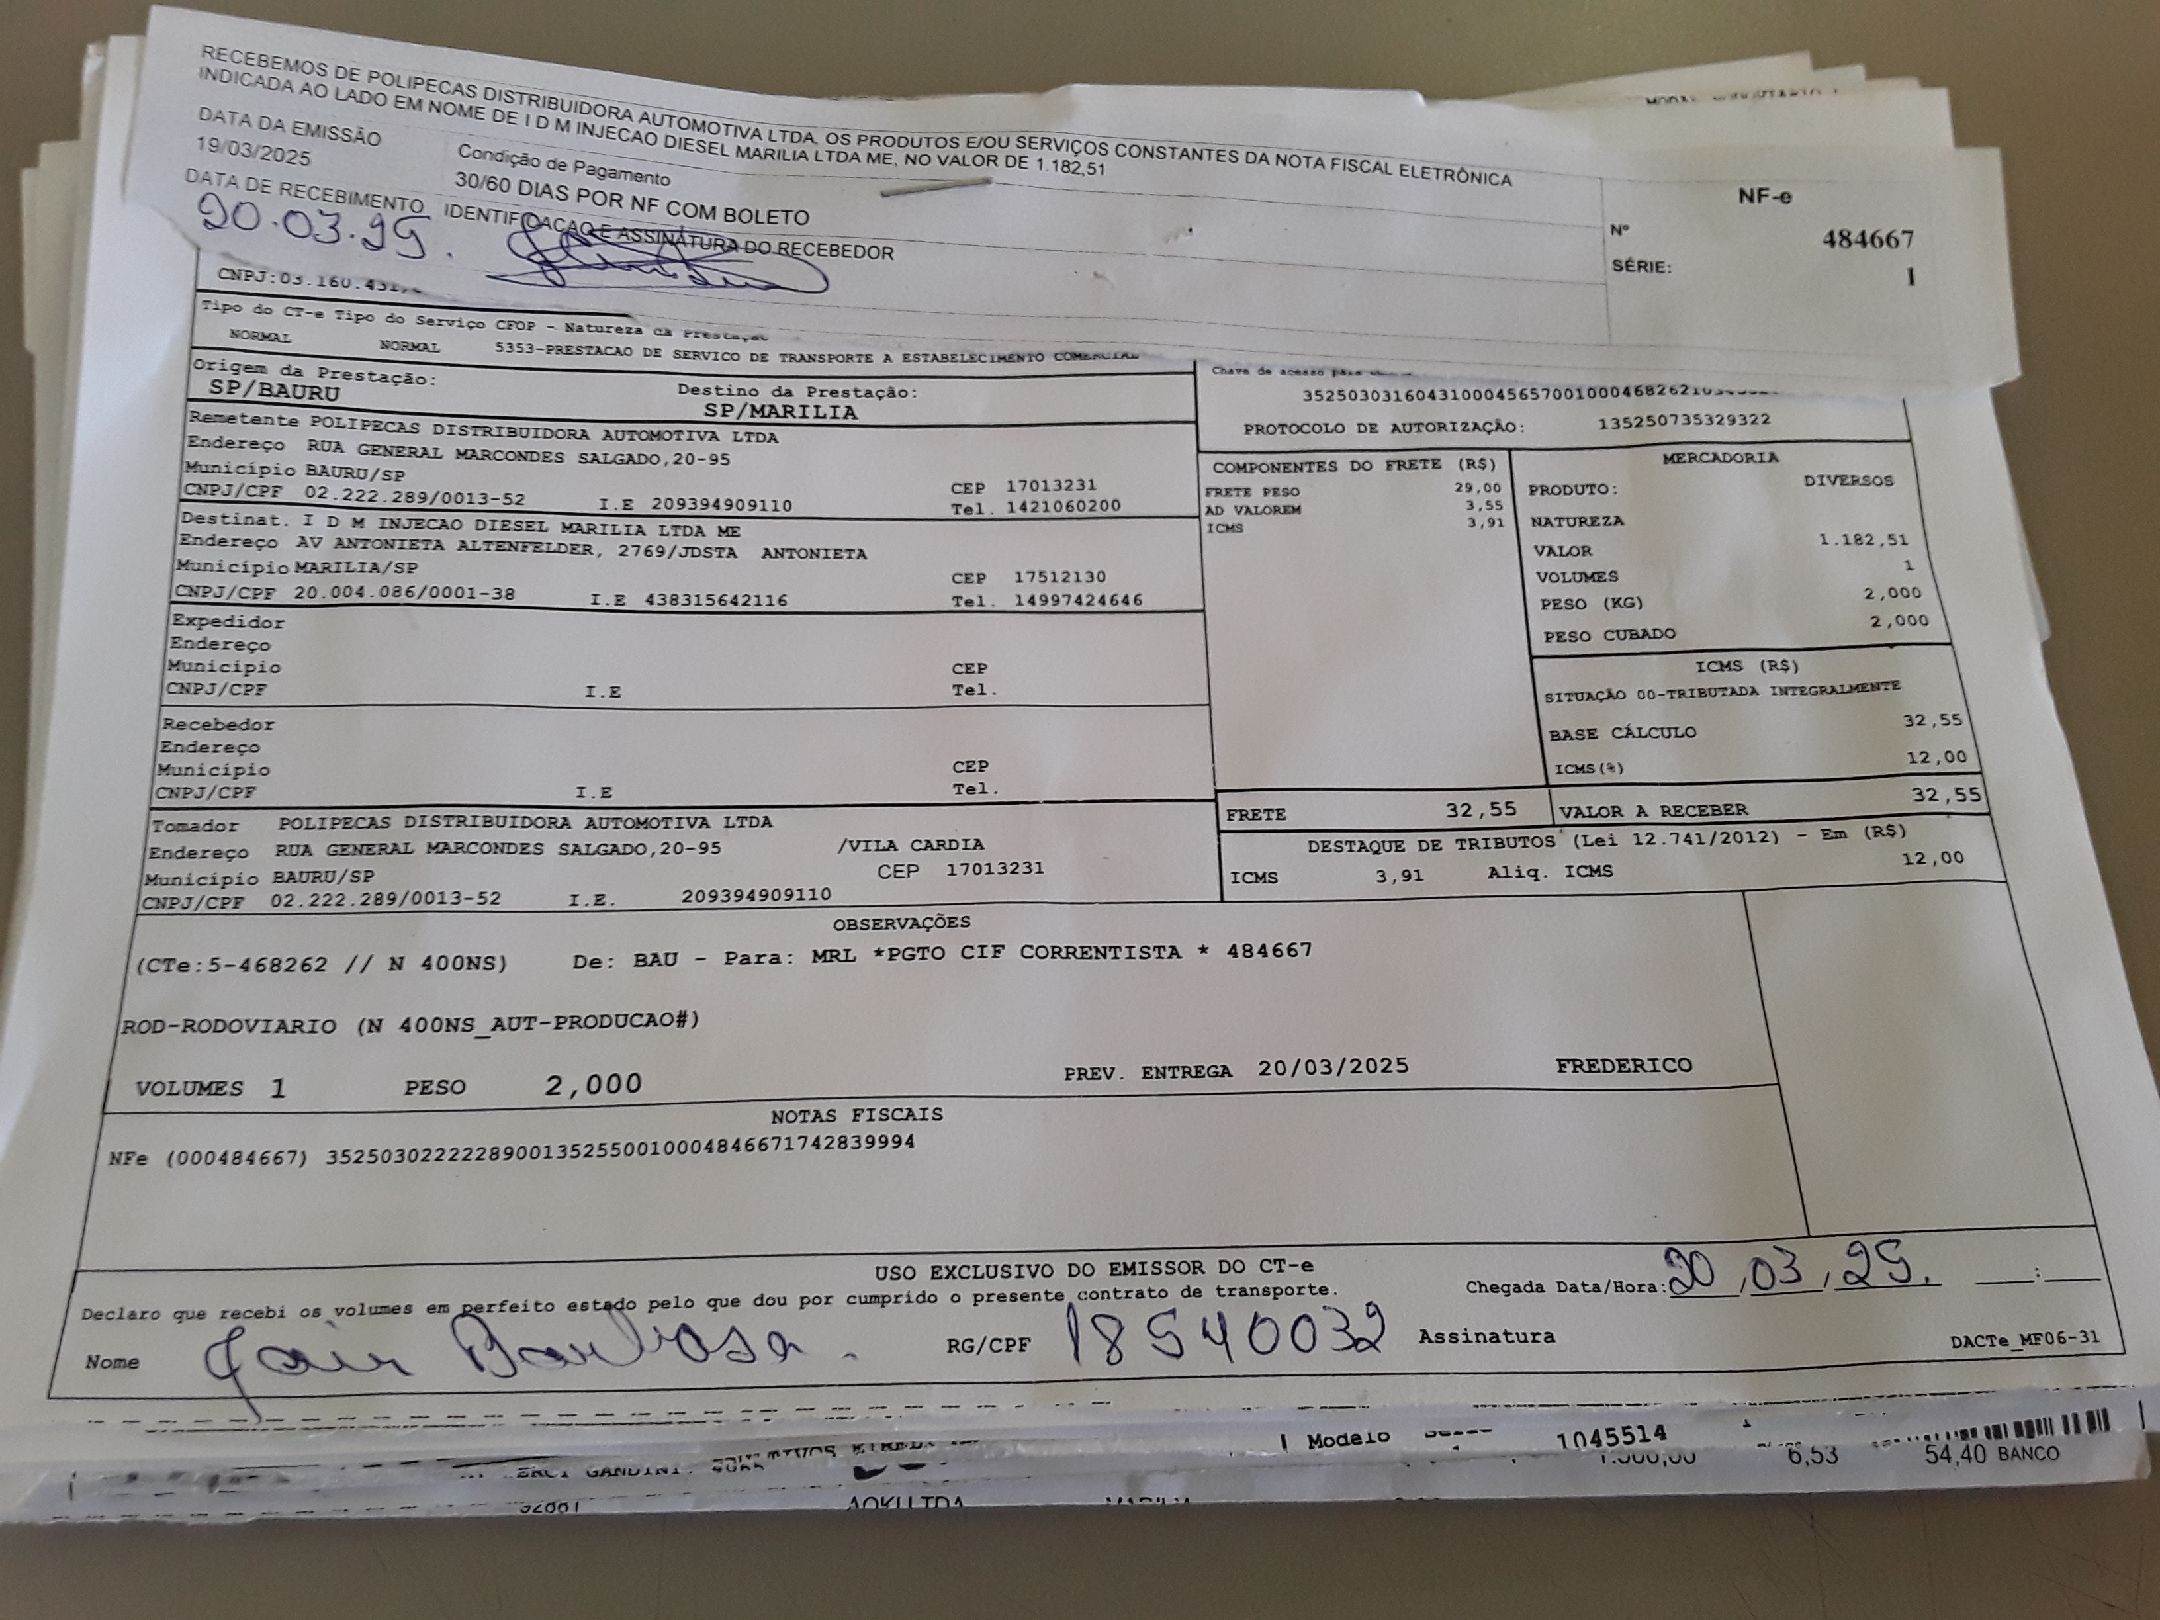 RECEBEMOS DE POLIPECAS DISTRIBUIDORA AUTOMOTIVA LTDA, OS PRODUTOS E/OU SERVIÇOS CONSTANTES DA NOTA FISCAL ELETRÔNICA
INDICADA AO LADO EM NOME DE I D M INJECAO DIESEL MARILIA LTDA ME, NO VALOR DE 1.182,51
DATA DA EMISSÃO
19/03/2025
Condição de Pagamento
30/60 DIAS POR NF COM BOLETO
DATA DE RECEBIMENTO IDENTIFICAÇAO E ASSINATURA DO RECEBEDOR
20.03.25.
NF-e
Nº 484667
SÉRIE: 1
CNPJ:03.160.431
Tipo do CT-e Tipo do Serviço CFOP - Natureza da
NORMAL NORMAL 5353-PRESTACAO DE SERVICO DE TRANSPORTE A ESTABELECIMENTO COMERCIAL
Origem da Prestação: Destino da Prestação:
SP/BAURU SP/MARILIA
Remetente POLIPECAS DISTRIBUIDORA AUTOMOTIVA LTDA
Endereço RUA GENERAL MARCONDES SALGADO,20-95
Município BAURU/SP CEP 17013231
CNPJ/CPF 02.222.289/0013-52 I.E 209394909110 Tel. 1421060200
Destinat. I D M INJECAO DIESEL MARILIA LTDA ME
Endereço AV ANTONIETA ALTENFELDER, 2769/JDSTA ANTONIETA
Município MARILIA/SP CEP 17512130
CNPJ/CPF 20.004.086/0001-38 I.E 438315642116 Tel. 14997424646
Expedidor
Endereço
Município CEP
CNPJ/CPF I.E Tel.
Recebedor
Endereço
Município CEP
CNPJ/CPF I.E Tel.
Tomador POLIPECAS DISTRIBUIDORA AUTOMOTIVA LTDA
Endereço RUA GENERAL MARCONDES SALGADO,20-95 /VILA CARDIA
Município BAURU/SP CEP 17013231
CNPJ/CPF 02.222.289/0013-52 I.E. 209394909110
Chave de acesso para
PROTOCOLO DE AUTORIZAÇÃO: 135250735329322
COMPONENTES DO FRETE (R$)
FRETE PESO 29,00
AD VALOREM 3,55
ICMS 3,91
MERCADORIA
PRODUTO: DIVERSOS
NATUREZA
VALOR 1.182,51
VOLUMES 1
PESO (KG) 2,000
PESO CUBADO 2,000
ICMS (R$)
SITUAÇÃO 00-TRIBUTADA INTEGRALMENTE
BASE CÁLCULO 32,55
ICMS(%) 12,00
FRETE 32,55 VALOR A RECEBER 32,55
DESTAQUE DE TRIBUTOS (Lei 12.741/2012) - Em (R$)
ICMS 3,91 Aliq. ICMS 12,00
OBSERVAÇÕES
(CTe:5-468262 // N 400NS) De: BAU - Para: MRL *PGTO CIF CORRENTISTA * 484667
ROD-RODOVIARIO (N 400NS_AUT-PRODUCAO#)
VOLUMES 1 PESO 2,000 PREV. ENTREGA 20/03/2025 FREDERICO
NOTAS FISCAIS
NFe (000484667) 35250302222289001352550010004846671742839994
USO EXCLUSIVO DO EMISSOR DO CT-e
Declaro que recebi os volumes em perfeito estado pelo que dou por cumprido o presente contrato de transporte.
Chegada Data/Hora: 20,03,25. __:__
Nome Jair Barbosa. RG/CPF 18540032 Assinatura
DACTe_MF06-31
Modelo 1045514
6,53 54,40 BANCO